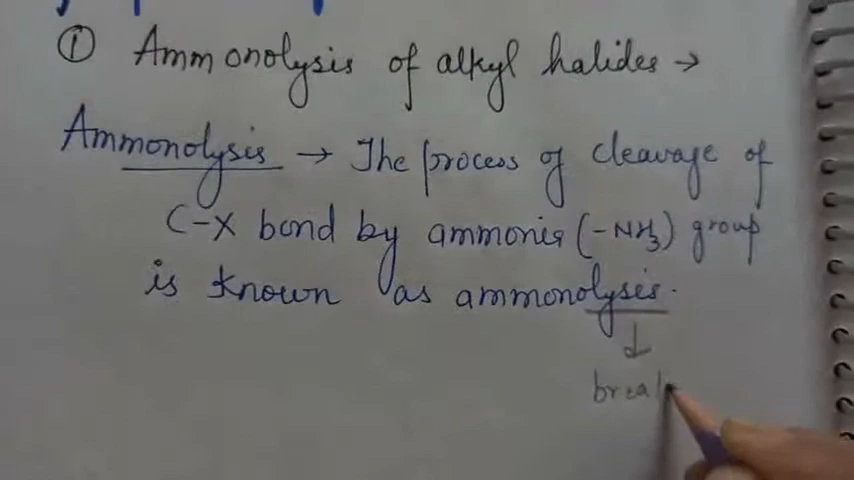 ① Ammonolysis of alkyl halides →
Ammonolysis → The process of cleavage of
C-X bond by ammonia (-NH₃) group
is known as ammonolysis.
↓
break